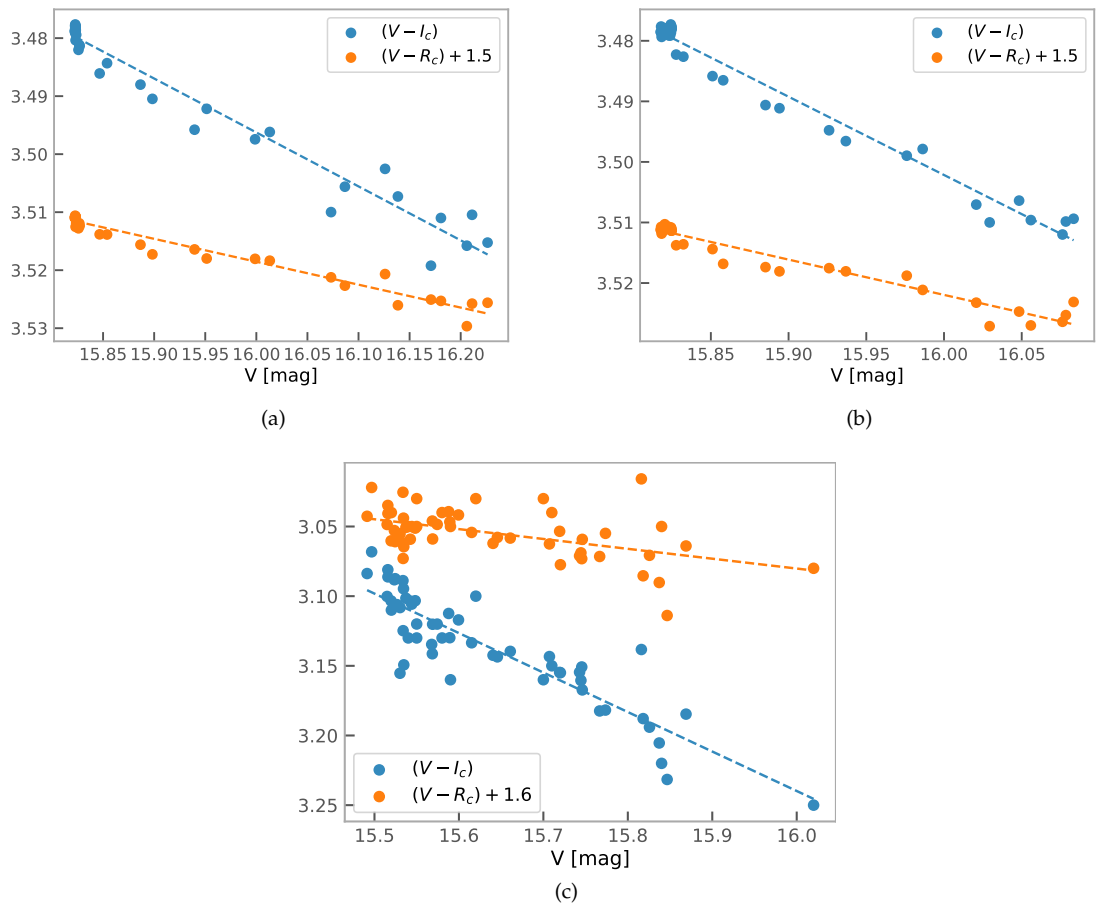 3.48
3.49
3.50
3.51
3.52
3.53
(V − I_c)
(V − R_c) + 1.5
15.85 15.90 15.95 16.00 16.05 16.10 16.15 16.20
V [mag]
(a)
3.48
3.49
3.50
3.51
3.52
(V − I_c)
(V − R_c) + 1.5
15.85 15.90 15.95 16.00 16.05
V [mag]
(b)
3.05
3.10
3.15
3.20
3.25
(V − I_c)
(V − R_c) + 1.6
15.5 15.6 15.7 15.8 15.9 16.0
V [mag]
(c)